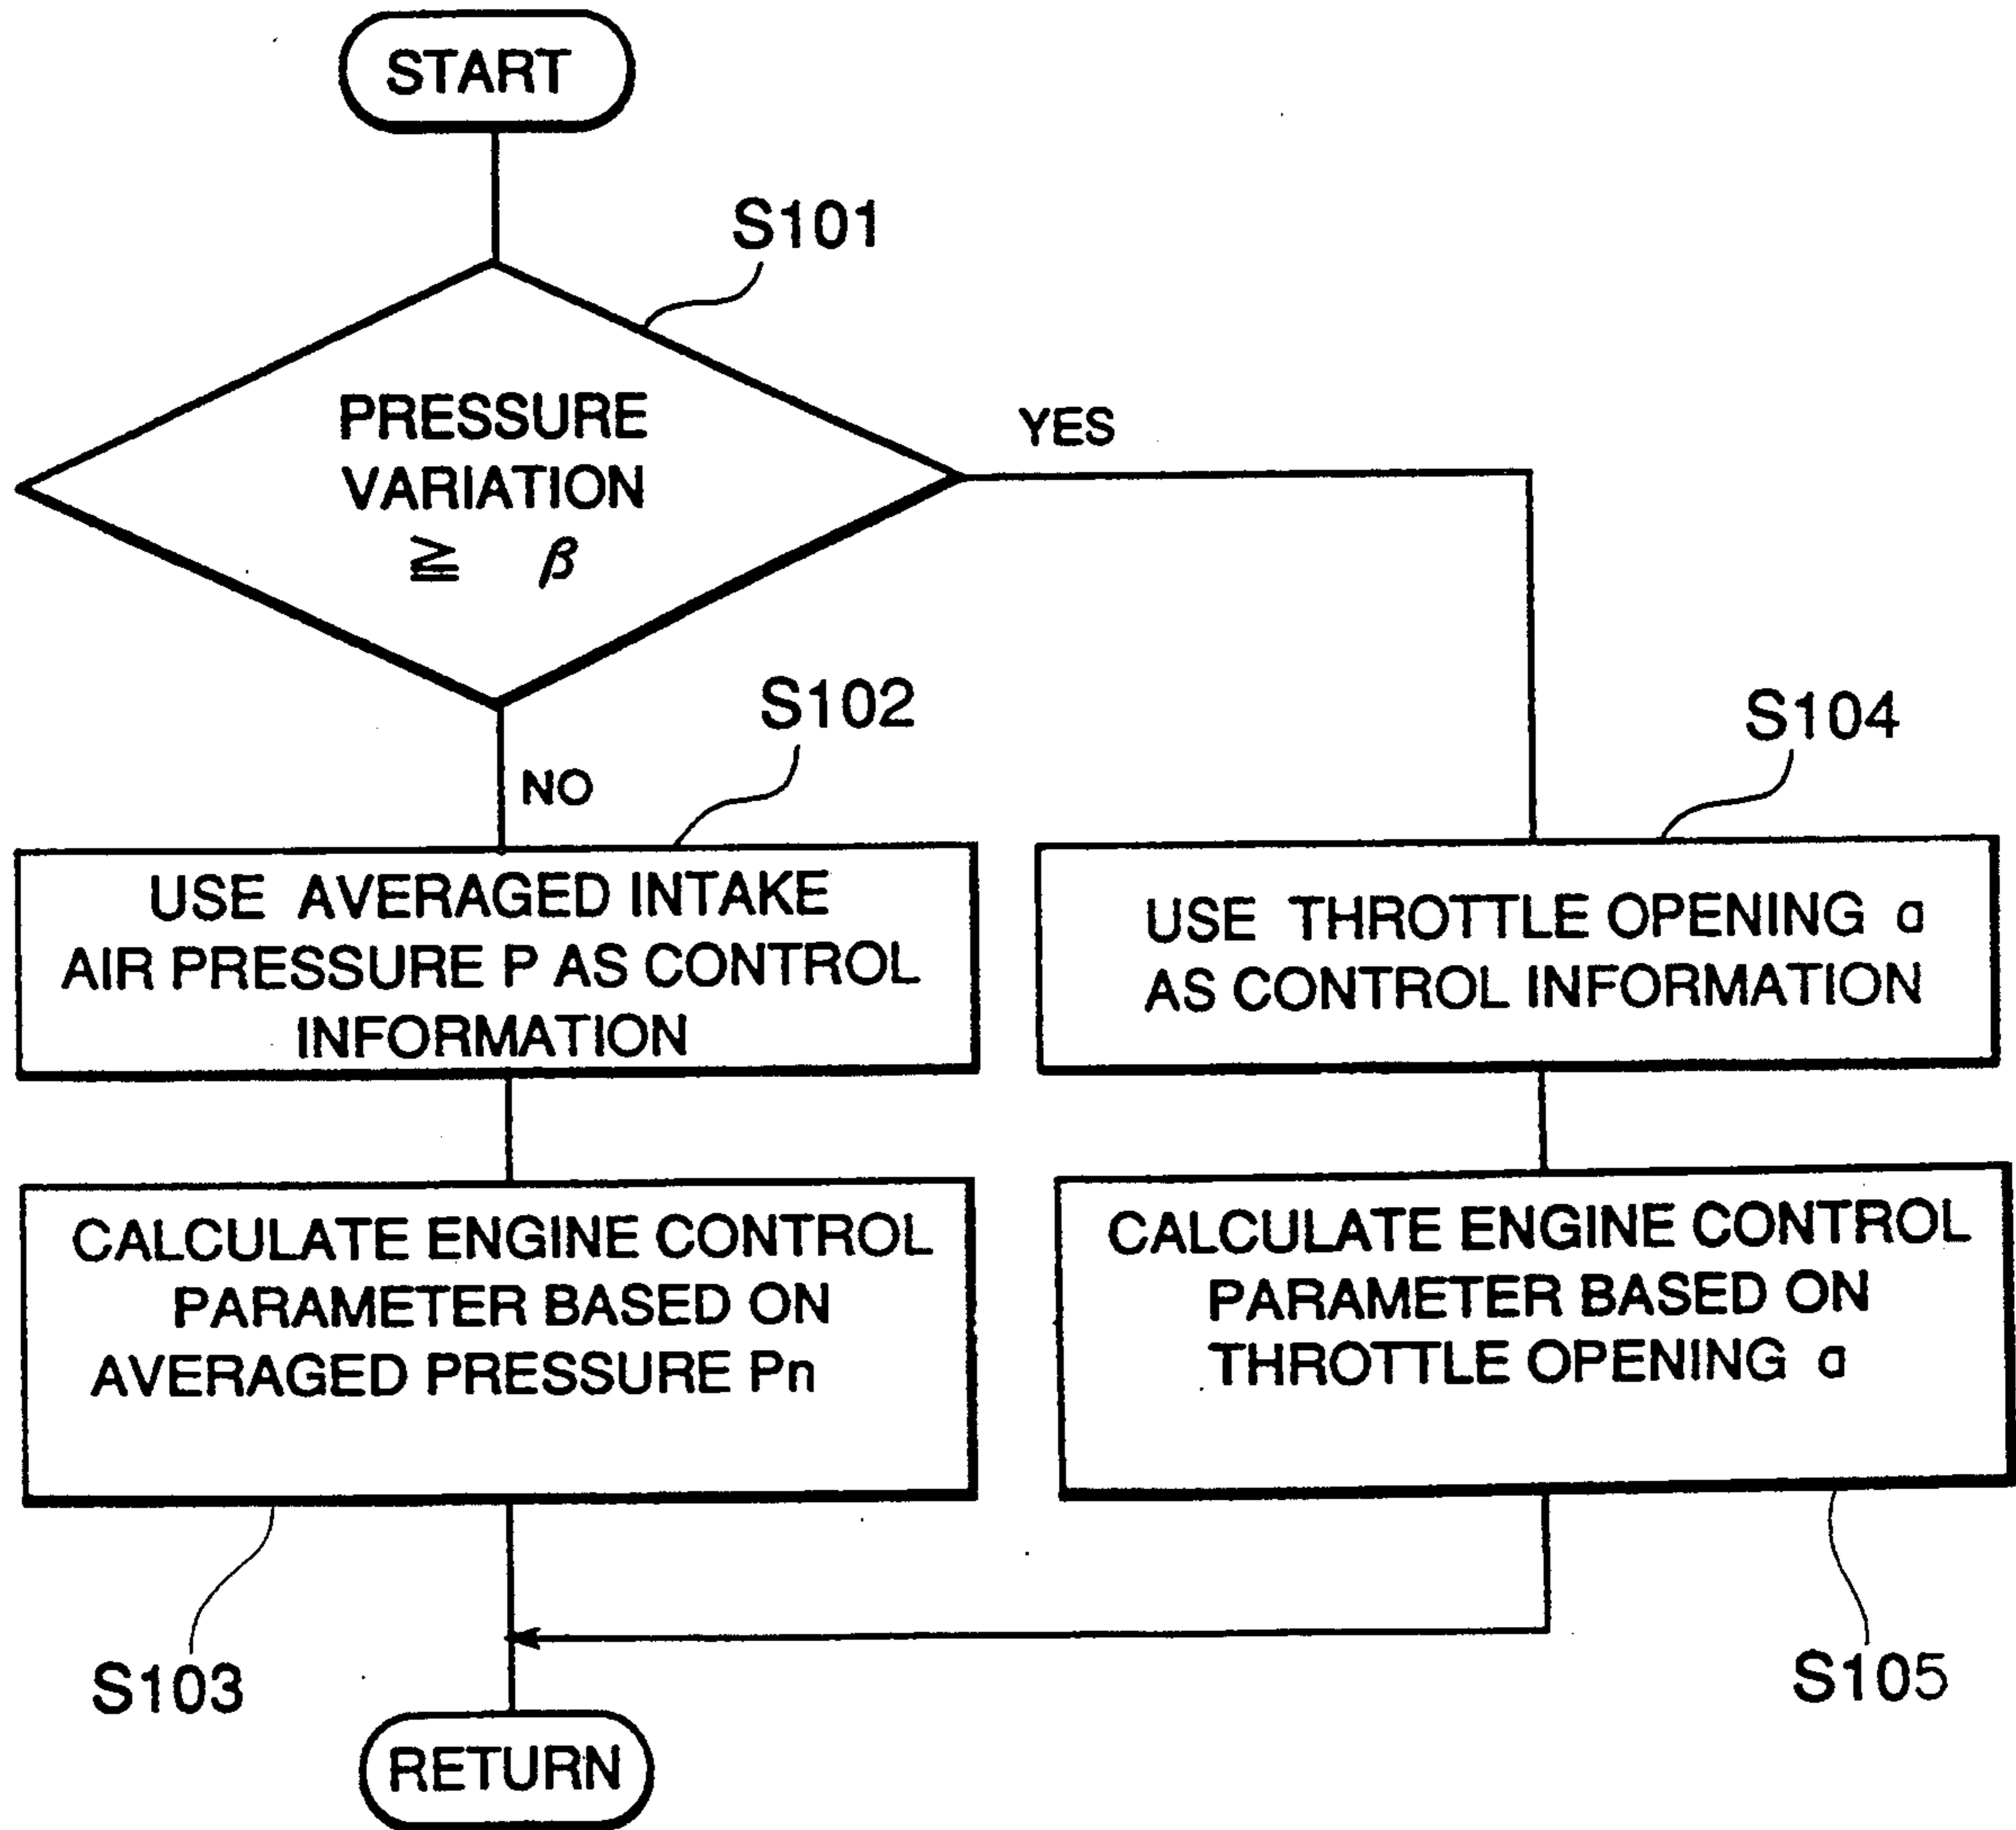 START
S101
PRESSURE
VARIATION
≧ β
YES
NO
S102
S104
USE AVERAGED INTAKE
AIR PRESSURE P AS CONTROL
INFORMATION
USE THROTTLE OPENING α
AS CONTROL INFORMATION
CALCULATE ENGINE CONTROL
PARAMETER BASED ON
AVERAGED PRESSURE Pn
CALCULATE ENGINE CONTROL
PARAMETER BASED ON
THROTTLE OPENING α
S103
S105
RETURN